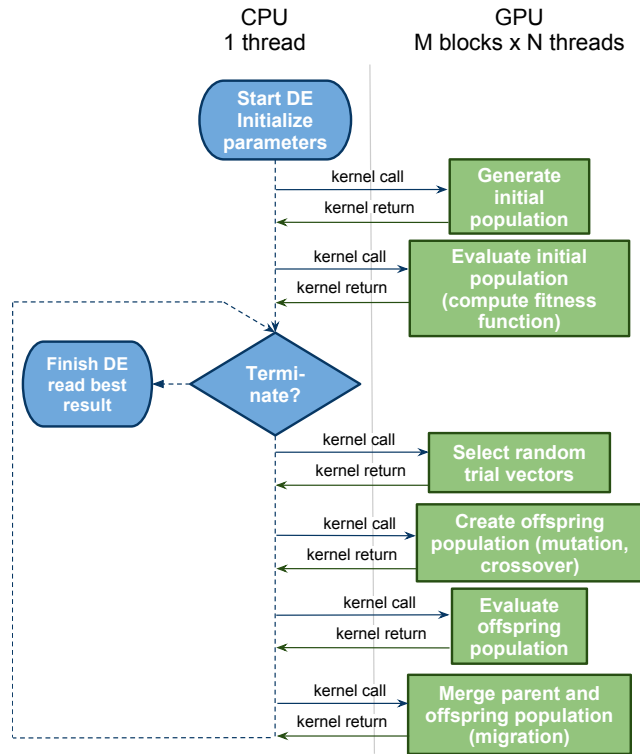 CPU
1 thread
GPU
M blocks x N threads
Start DE
Initialize
parameters
kernel call
kernel return
Generate
initial
population
kernel call
kernel return
Evaluate initial
population
(compute fitness
function)
Finish DE
read best
result
Termi-
nate?
kernel call
kernel return
Select random
trial vectors
kernel call
kernel return
Create offspring
population (mutation,
crossover)
kernel call
kernel return
Evaluate
offspring
population
kernel call
kernel return
Merge parent and
offspring population
(migration)